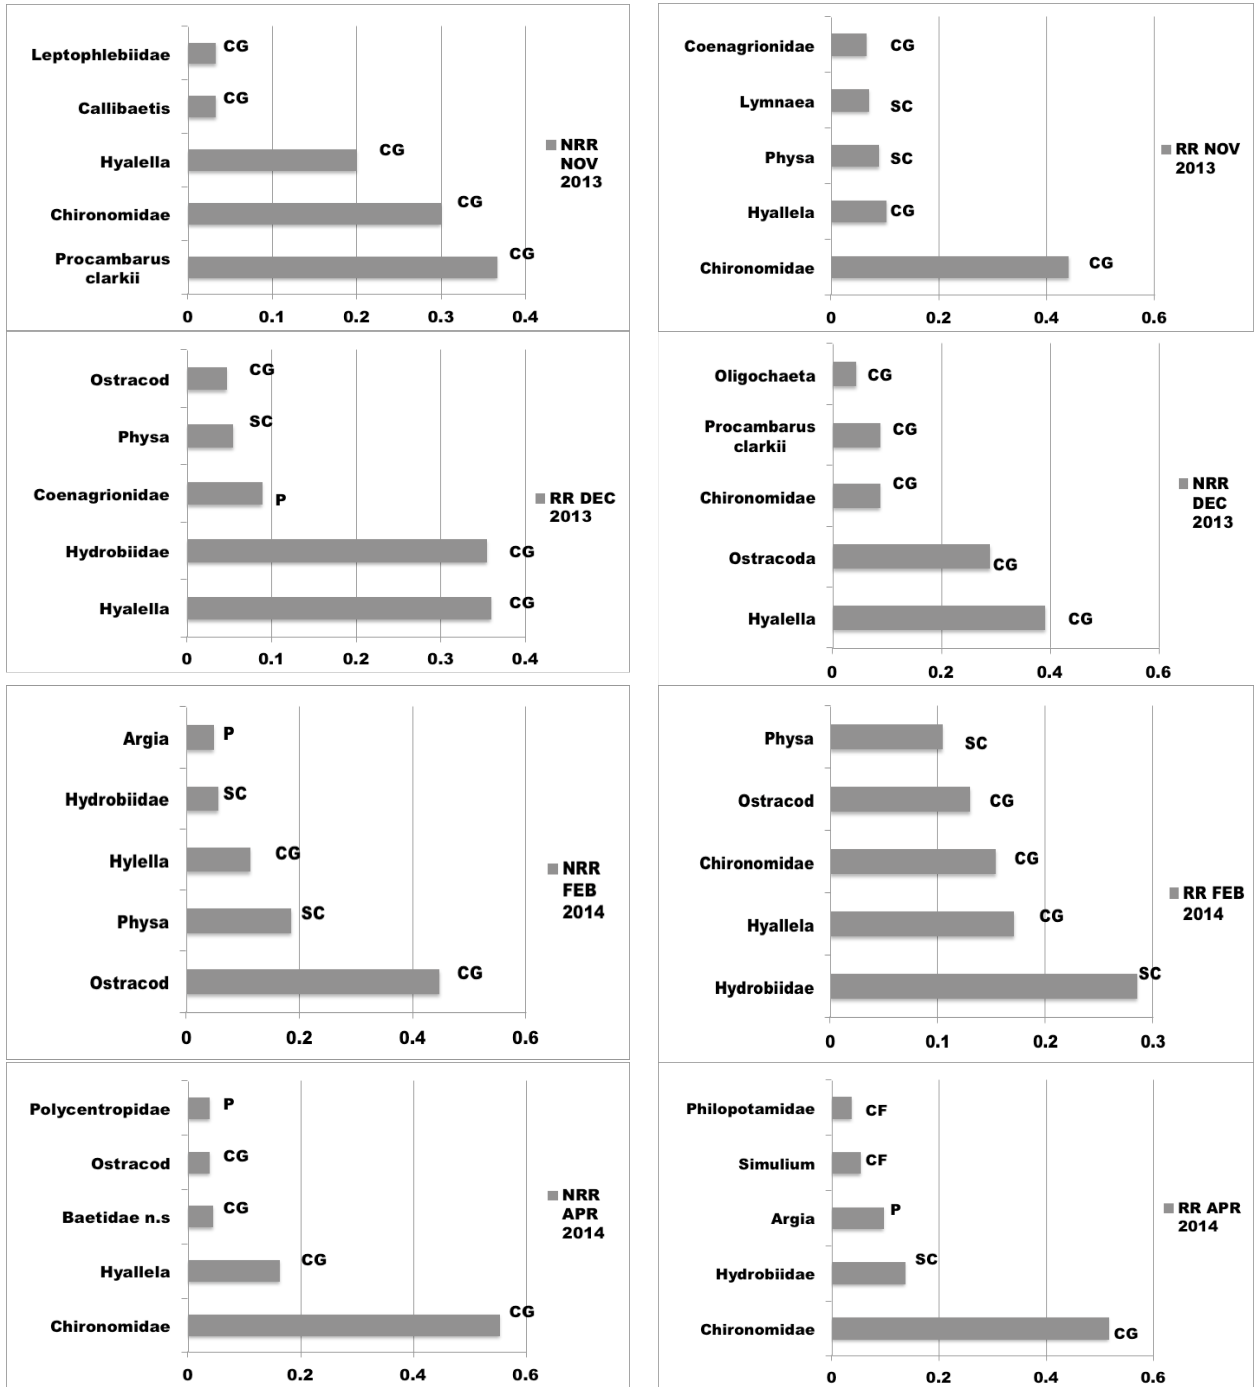 Leptophlebiidae CG
Callibaetis CG
Hyalella CG
Chironomidae CG
Procambarus
clarkii CG
0 0.1 0.2 0.3 0.4
NRR
NOV
2013
Coenagrionidae CG
Lymnaea SC
Physa SC
Hyallela CG
Chironomidae CG
0 0.2 0.4 0.6
RR NOV
2013
Ostracod CG
Physa SC
Coenagrionidae P
Hydrobiidae CG
Hyalella CG
0 0.1 0.2 0.3 0.4
RR DEC
2013
Oligochaeta CG
Procambarus
clarkii CG
Chironomidae CG
Ostracoda CG
Hyalella CG
0 0.2 0.4 0.6
NRR
DEC
2013
Argia P
Hydrobiidae SC
Hylella CG
Physa SC
Ostracod CG
0 0.2 0.4 0.6
NRR
FEB
2014
Physa SC
Ostracod CG
Chironomidae CG
Hyallela CG
Hydrobiidae SC
0 0.1 0.2 0.3
RR FEB
2014
Polycentropidae P
Ostracod CG
Baetidae n.s CG
Hyallela CG
Chironomidae CG
0 0.2 0.4 0.6
NRR
APR
2014
Philopotamidae CF
Simulium CF
Argia P
Hydrobiidae SC
Chironomidae CG
0 0.2 0.4 0.6
RR APR
2014